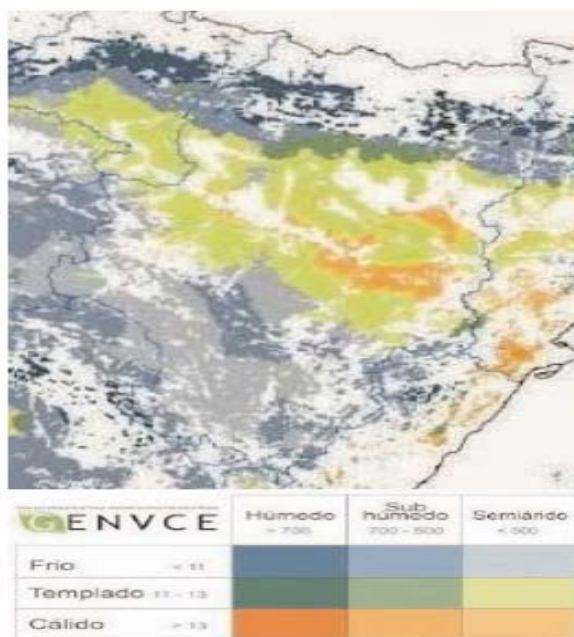 GENVCE
Húmedo
> 700
Sub húmedo
700 - 500
Semiárido
< 500
Frío < 11
Templado 11 - 13
Cálido > 13